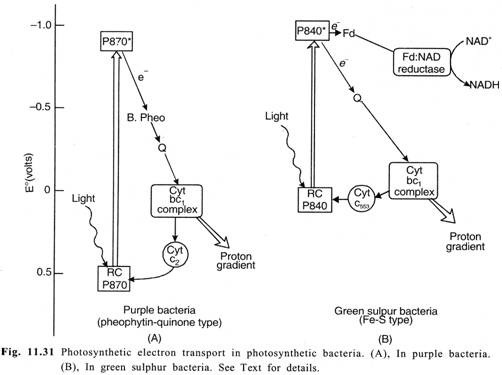 −1.0
−0.5
0
0.5
E°(volts)
P870*
e−
B. Pheo
Q
Cyt
bc1
complex
Cyt
c2
Light
RC
P870
Proton
gradient
Purple bacteria
(pheophytin-quinone type)
(A)
P840*
e−
Fd
Fd:NAD
reductase
NAD+
NADH
e−
Q
Light
RC
P840
Cyt
c553
Cyt
bc1
complex
Proton
gradient
Green sulpur bacteria
(Fe-S type)
(B)
Fig. 11.31 Photosynthetic electron transport in photosynthetic bacteria. (A), In purple bacteria.
(B), In green sulphur bacteria. See Text for details.